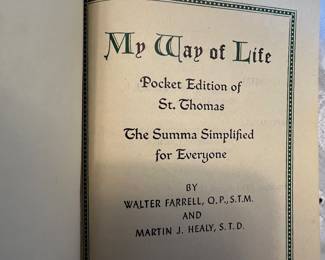 My Way of Life
Pocket Edition of
St. Thomas
The Summa Simplified
for Everyone
BY
WALTER FARRELL, O.P., S.T.M.
AND
MARTIN J. HEALY, S.T.D.